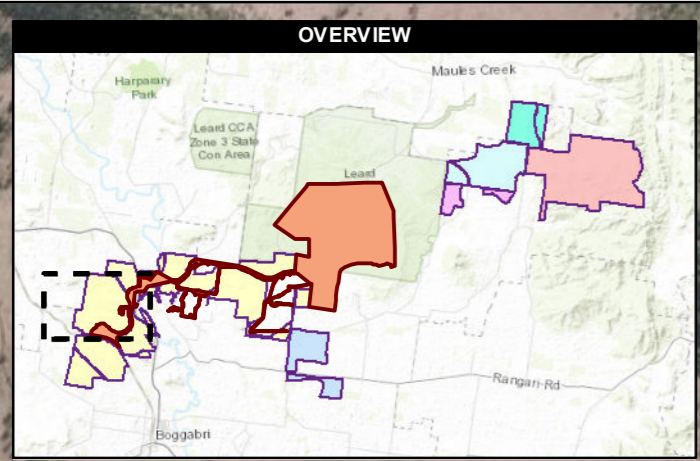 OVERVIEW
Maules Creek
Harparary
Park
Leard CCA
Zone 3 State
Con Area
Leard
Rangari Rd
Boggabri